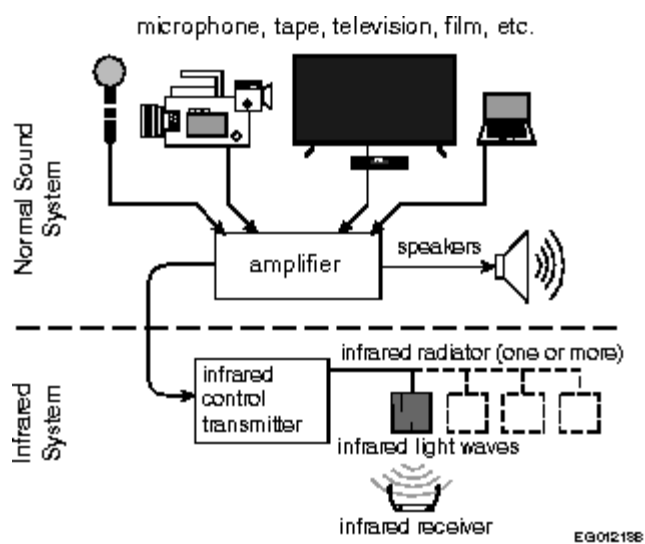 microphone, tape, television, film, etc.
Normal Sound
System
amplifier
speakers
Infrared
System
infrared
control
transmitter
infrared radiator (one or more)
infrared light waves
infrared receiver
EG01219B